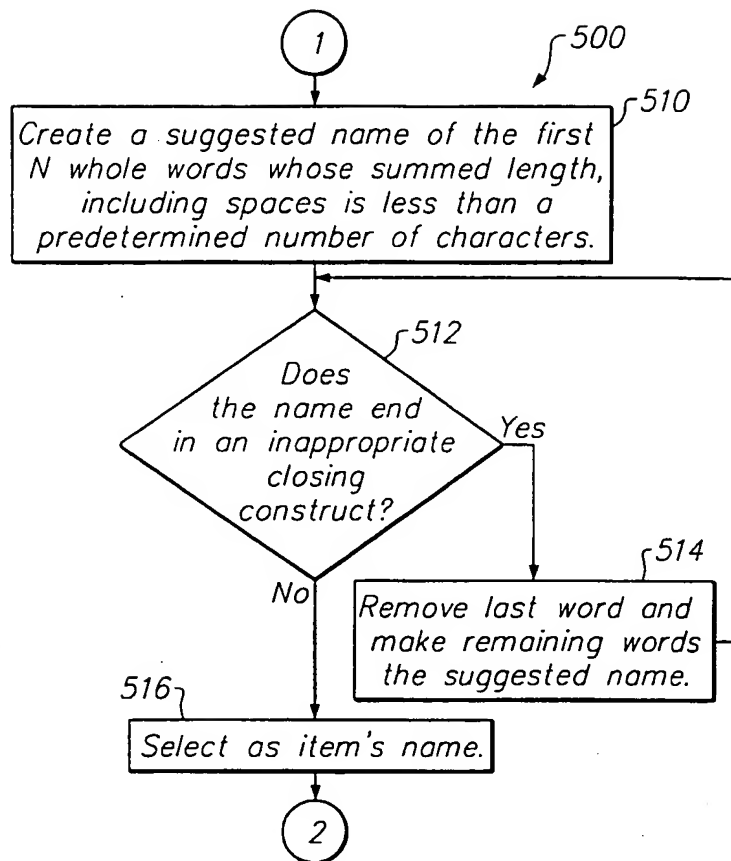 1
500
510
Create a suggested name of the first
N whole words whose summed length,
including spaces is less than a
predetermined number of characters.
512
Does
the name end
in an inappropriate
closing
construct?
Yes
No
514
Remove last word and
make remaining words
the suggested name.
516
Select as item's name.
2